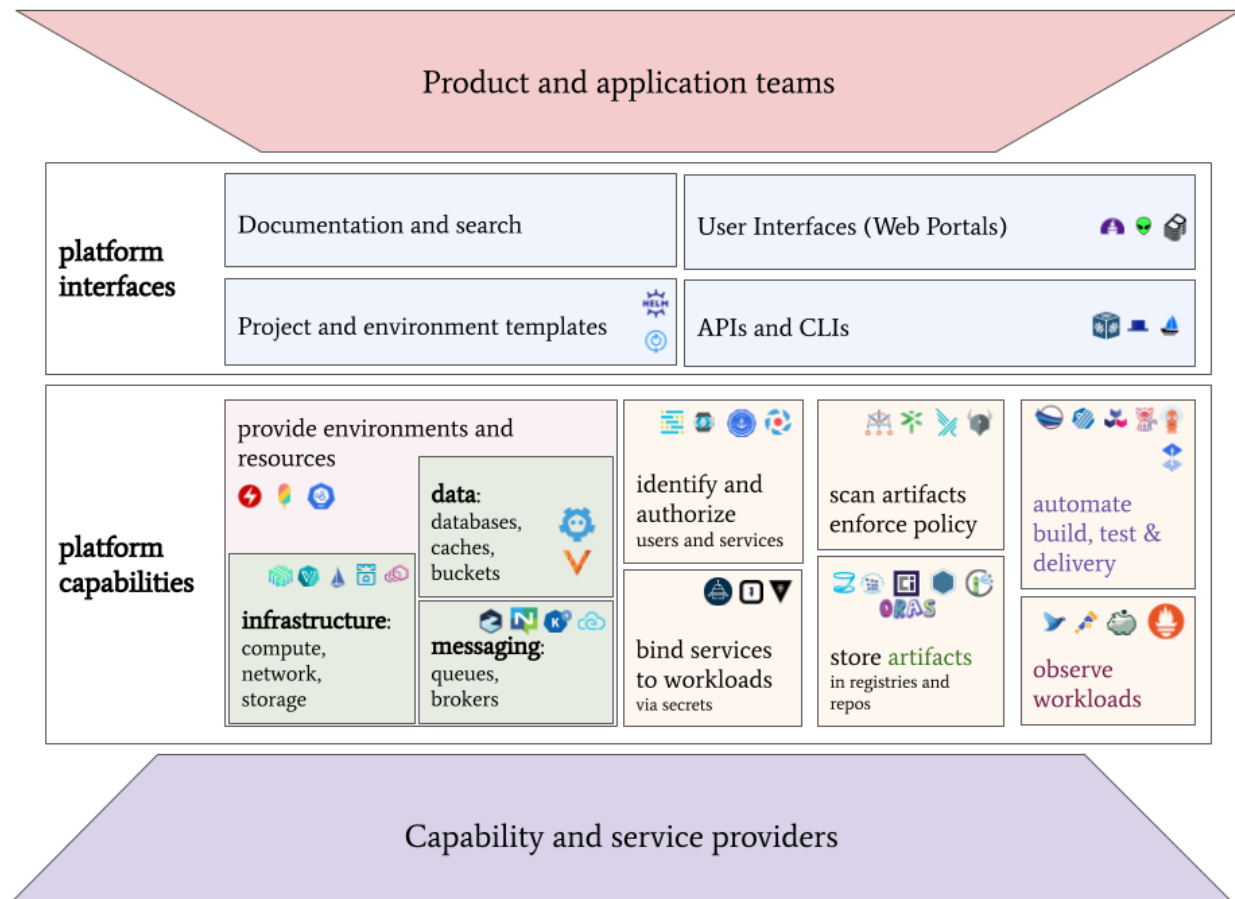 Product and application teams
platform
interfaces
Documentation and search
User Interfaces (Web Portals)
Project and environment templates
HELM
APIs and CLIs
platform
capabilities
provide environments and
resources
data:
databases,
caches,
buckets
infrastructure:
compute,
network,
storage
messaging:
queues,
brokers
identify and
authorize
users and services
bind services
to workloads
via secrets
scan artifacts
enforce policy
Ci
ORAS
store artifacts
in registries and
repos
automate
build, test &
delivery
observe
workloads
Capability and service providers